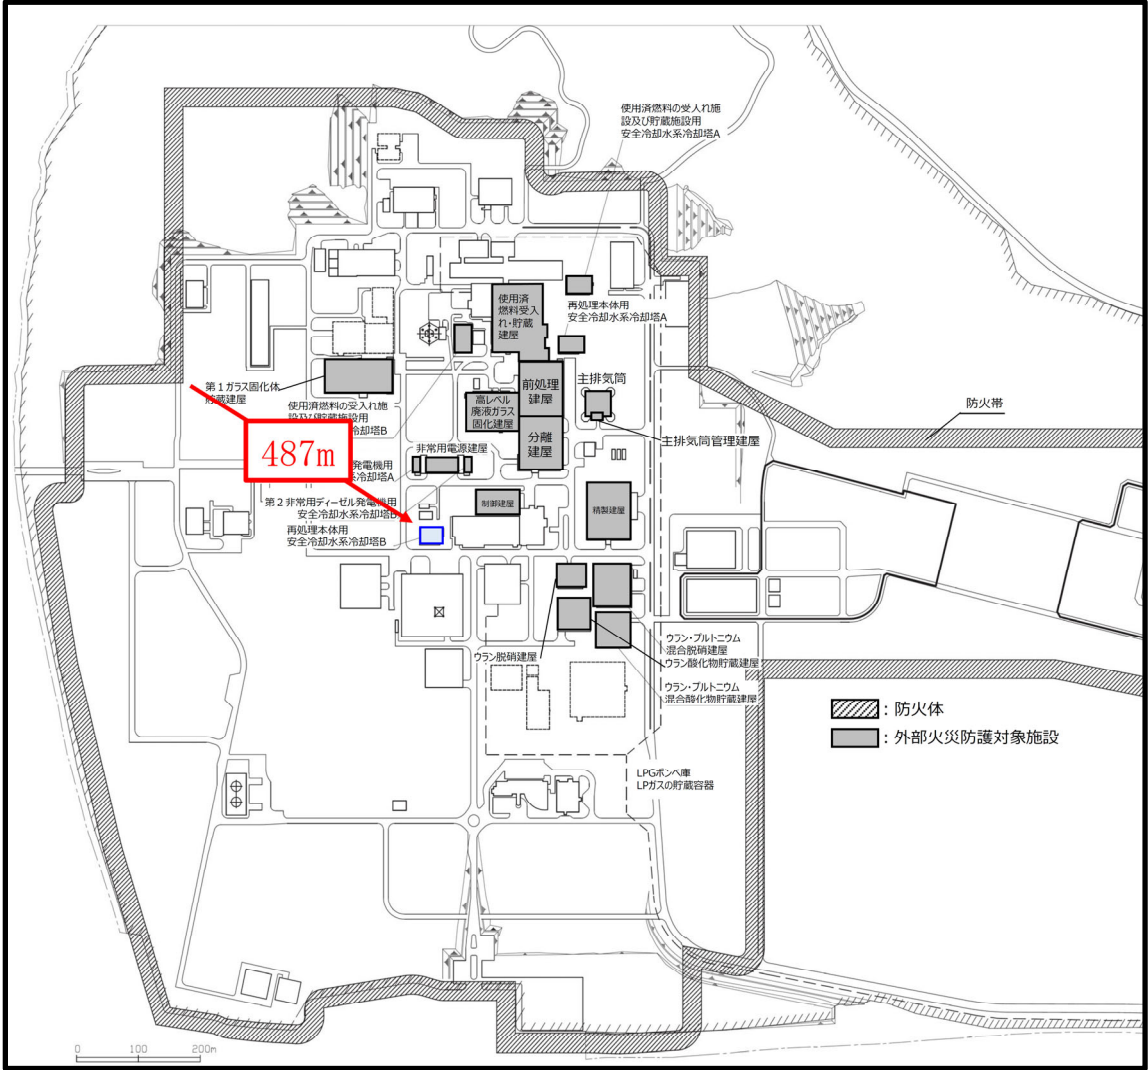 使用済燃料の受入れ施
設及び貯蔵施設用
安全冷却水系冷却塔A
使用済
燃料受入
れ・貯蔵
建屋
再処理本体用
安全冷却水系冷却塔A
第1ガラス固化体
貯蔵建屋
使用済燃料の受入れ施
設及び貯蔵施設用
冷却塔B
前処理
建屋
高レベル
廃液ガラス
固化建屋
分離
建屋
主排気筒
主排気筒管理建屋
防火帯
487m
非常用電源建屋
発電機用
冷却塔A
第2非常用ディーゼル発電機用
安全冷却水系冷却塔B
再処理本体用
安全冷却水系冷却塔B
制御建屋
精製建屋
ウラン脱硝建屋
ウラン・プルトニウム
混合脱硝建屋
ウラン酸化物貯蔵建屋
ウラン・プルトニウム
混合酸化物貯蔵建屋
:防火体
:外部火災防護対象施設
LPGボンベ庫
LPガスの貯蔵容器
0 100 200m